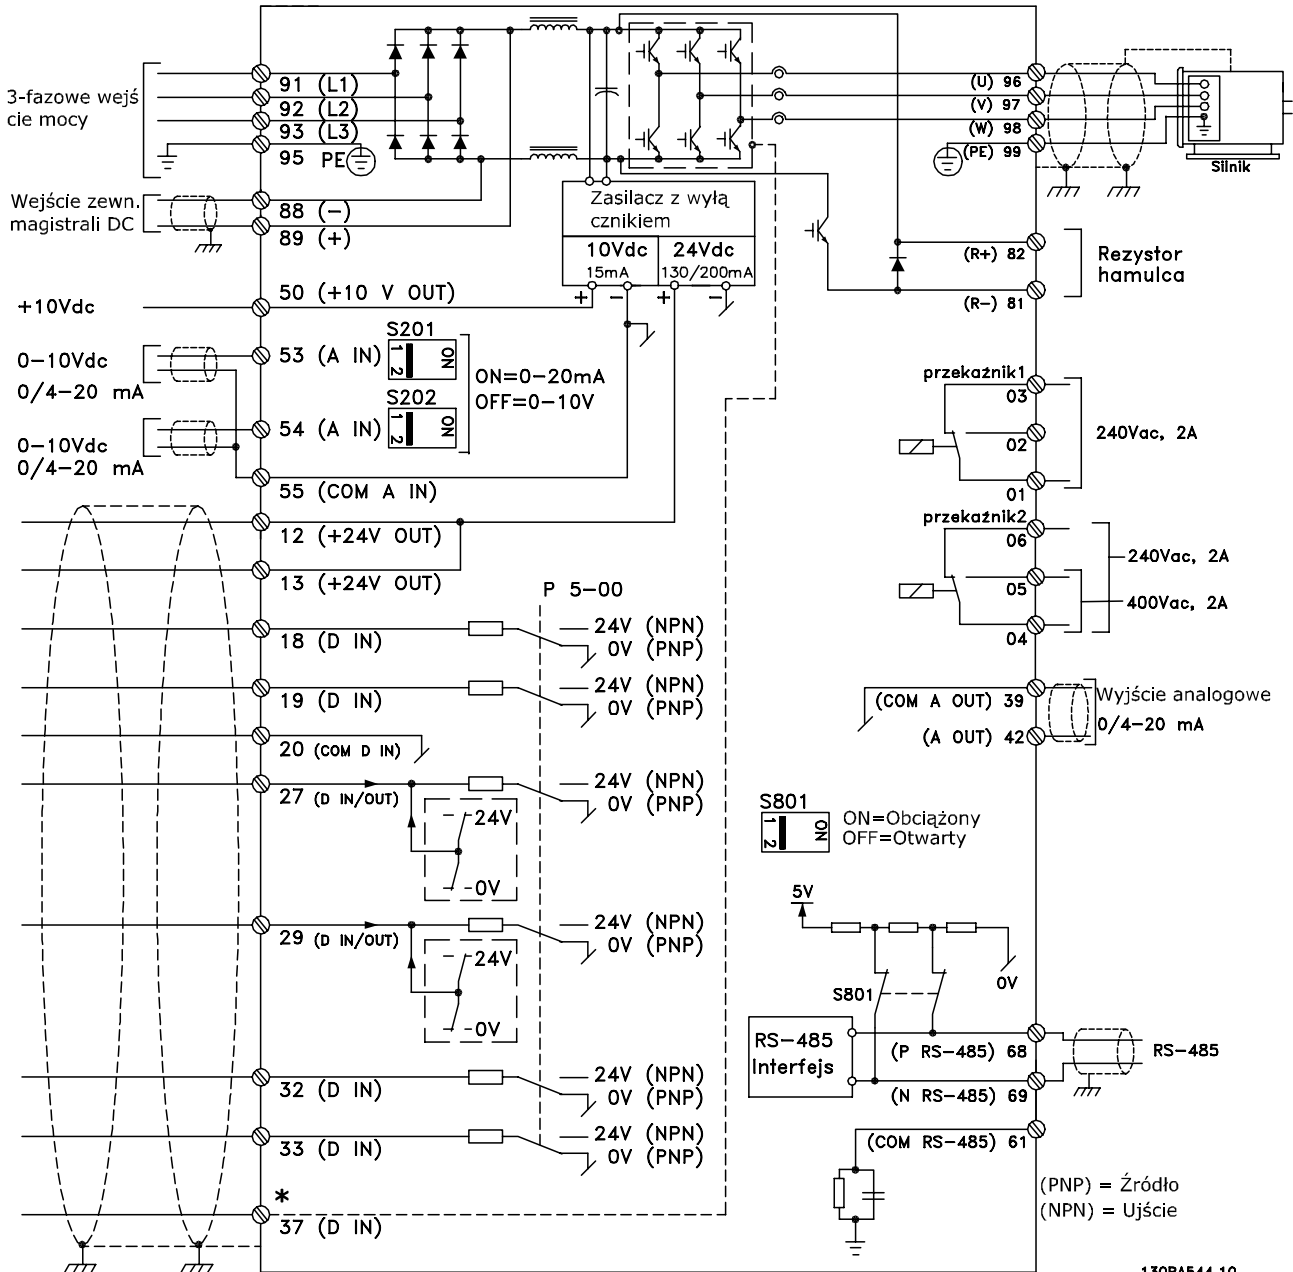 3-fazowe wejś
cie mocy
91 (L1)
92 (L2)
93 (L3)
95 PE
Wejście zewn.
magistrali DC
88 (−)
89 (+)
+10Vdc
50 (+10 V OUT)
0−10Vdc
0/4−20 mA
53 (A IN)
S201
1 2
ON
0−10Vdc
0/4−20 mA
54 (A IN)
S202
1 2
ON
ON=0−20mA
OFF=0−10V
55 (COM A IN)
12 (+24V OUT)
13 (+24V OUT)
Zasilacz z wyłą
cznikiem
10Vdc
15mA
24Vdc
130/200mA
+ − + −
P 5-00
18 (D IN)
24V (NPN)
0V (PNP)
19 (D IN)
24V (NPN)
0V (PNP)
20 (COM D IN)
27 (D IN/OUT)
24V (NPN)
0V (PNP)
24V
0V
29 (D IN/OUT)
24V (NPN)
0V (PNP)
24V
0V
32 (D IN)
24V (NPN)
0V (PNP)
33 (D IN)
24V (NPN)
0V (PNP)
*
37 (D IN)
(U) 96
(V) 97
(W) 98
(PE) 99
Silnik
(R+) 82
(R−) 81
Rezystor
hamulca
przekaźnik1
03
02
01
240Vac, 2A
przekaźnik2
06
05
04
240Vac, 2A
400Vac, 2A
(COM A OUT) 39
(A OUT) 42
Wyjście analogowe
0/4−20 mA
S801
1 2
ON
ON=Obciążony
OFF=Otwarty
5V
S801
0V
RS−485
Interfejs
(P RS−485) 68
(N RS−485) 69
(COM RS−485) 61
RS−485
(PNP) = Źródło
(NPN) = Ujście
130BA544.10